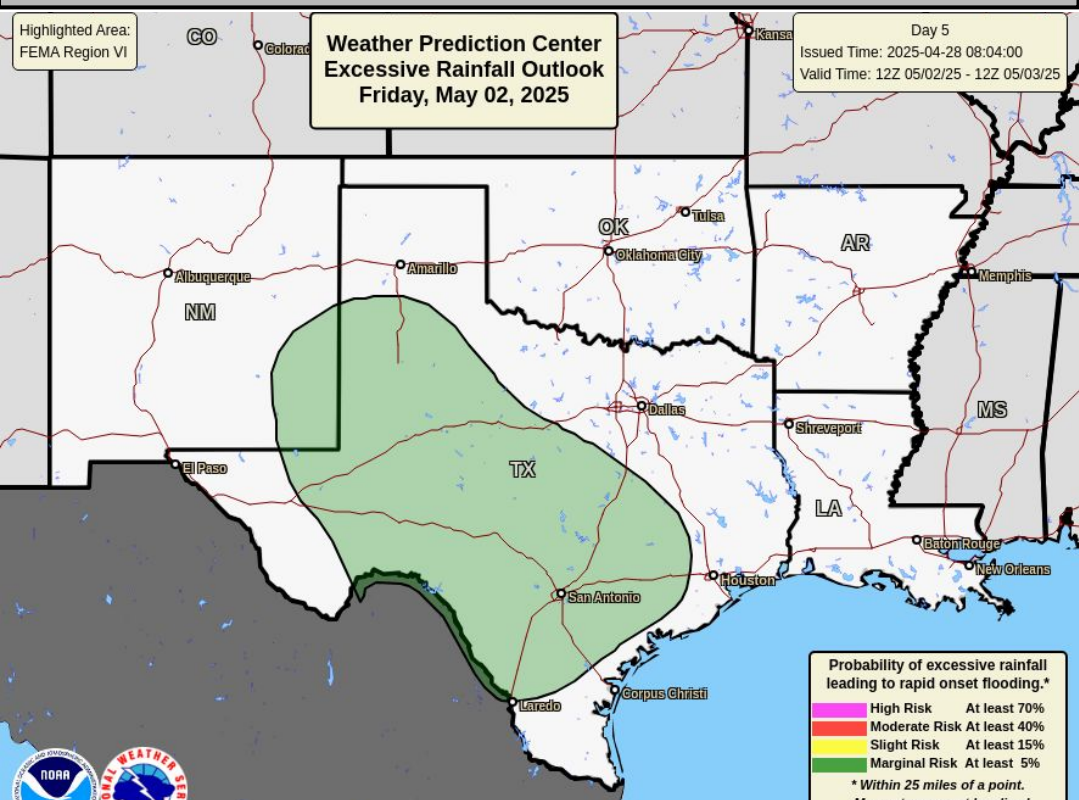 Highlighted Area:
FEMA Region VI
CO
Weather Prediction Center
Excessive Rainfall Outlook
Friday, May 02, 2025
Day 5
Issued Time: 2025-04-28 08:04:00
Valid Time: 12Z 05/02/25 - 12Z 05/03/25
Tulsa
OK
Oklahoma City
AR
Amarillo
Albuquerque
Memphis
NM
Dallas
MS
Shreveport
El Paso
TX
LA
Baton Rouge
New Orleans
Houston
San Antonio
Corpus Christi
Laredo
Probability of excessive rainfall
leading to rapid onset flooding.*
High Risk At least 70%
Moderate Risk At least 40%
Slight Risk At least 15%
Marginal Risk At least 5%
* Within 25 miles of a point.
NOAA
WEATHER